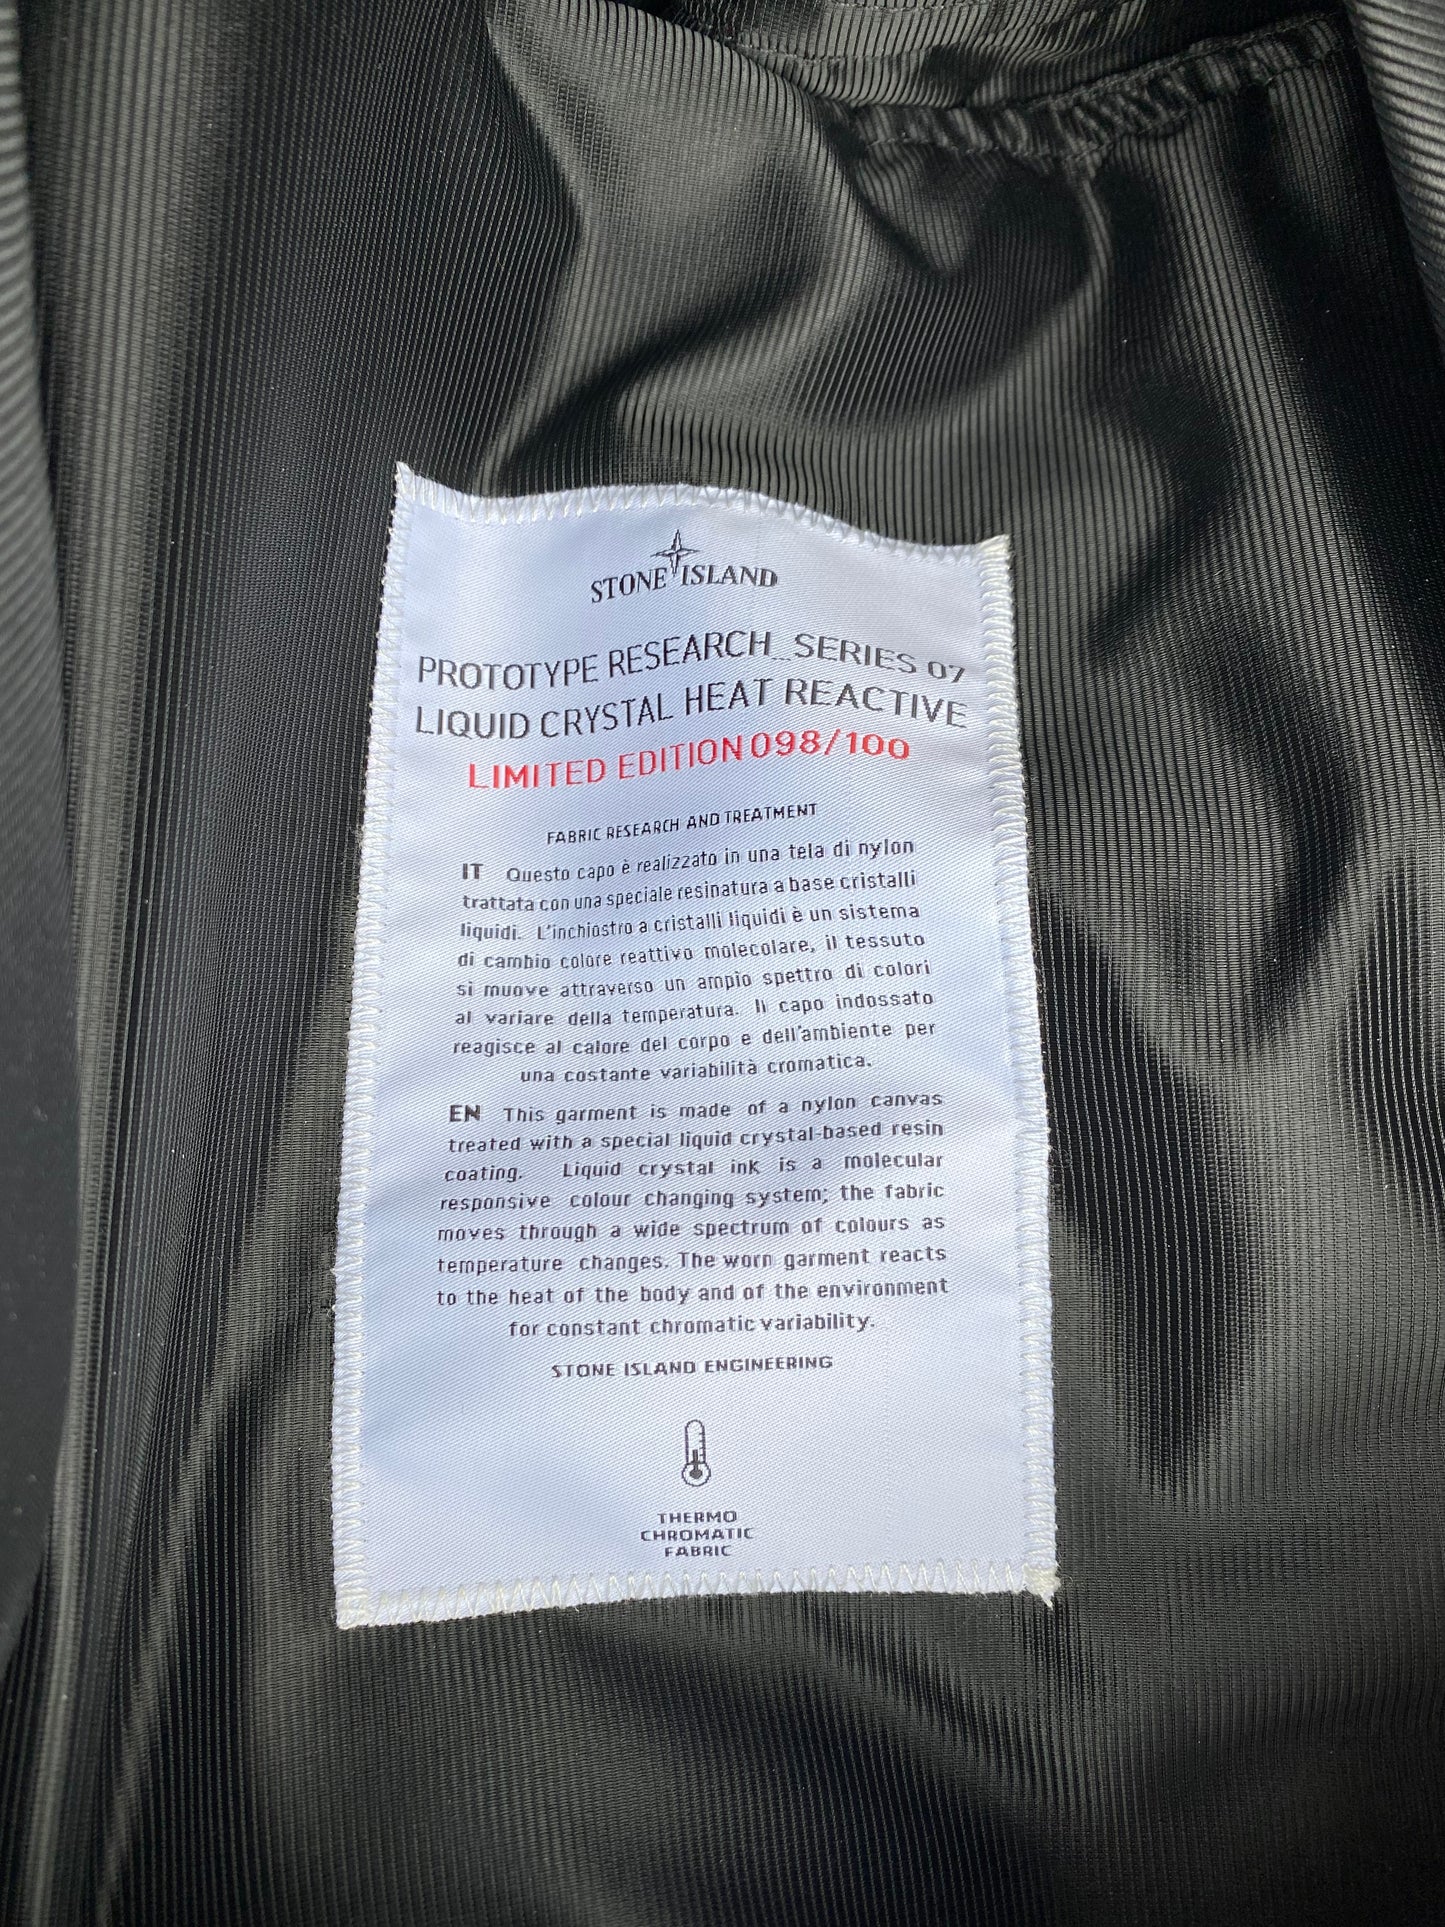 STONE ISLAND
PROTOTYPE RESEARCH_SERIES 07
LIQUID CRYSTAL HEAT REACTIVE
LIMITED EDITION 098/100
FABRIC RESEARCH AND TREATMENT
IT Questo capo è realizzato in una tela di nylon
trattata con una speciale resinatura a base cristalli
liquidi. L'inchiostro a cristalli liquidi è un sistema
di cambio colore reattivo molecolare, il tessuto
si muove attraverso un ampio spettro di colori
al variare della temperatura. Il capo indossato
reagisce al calore del corpo e dell'ambiente per
una costante variabilità cromatica.
EN This garment is made of a nylon canvas
treated with a special liquid crystal-based resin
coating. Liquid crystal ink is a molecular
responsive colour changing system; the fabric
moves through a wide spectrum of colours as
temperature changes. The worn garment reacts
to the heat of the body and of the environment
for constant chromatic variability.
STONE ISLAND ENGINEERING
THERMO
CHROMATIC
FABRIC